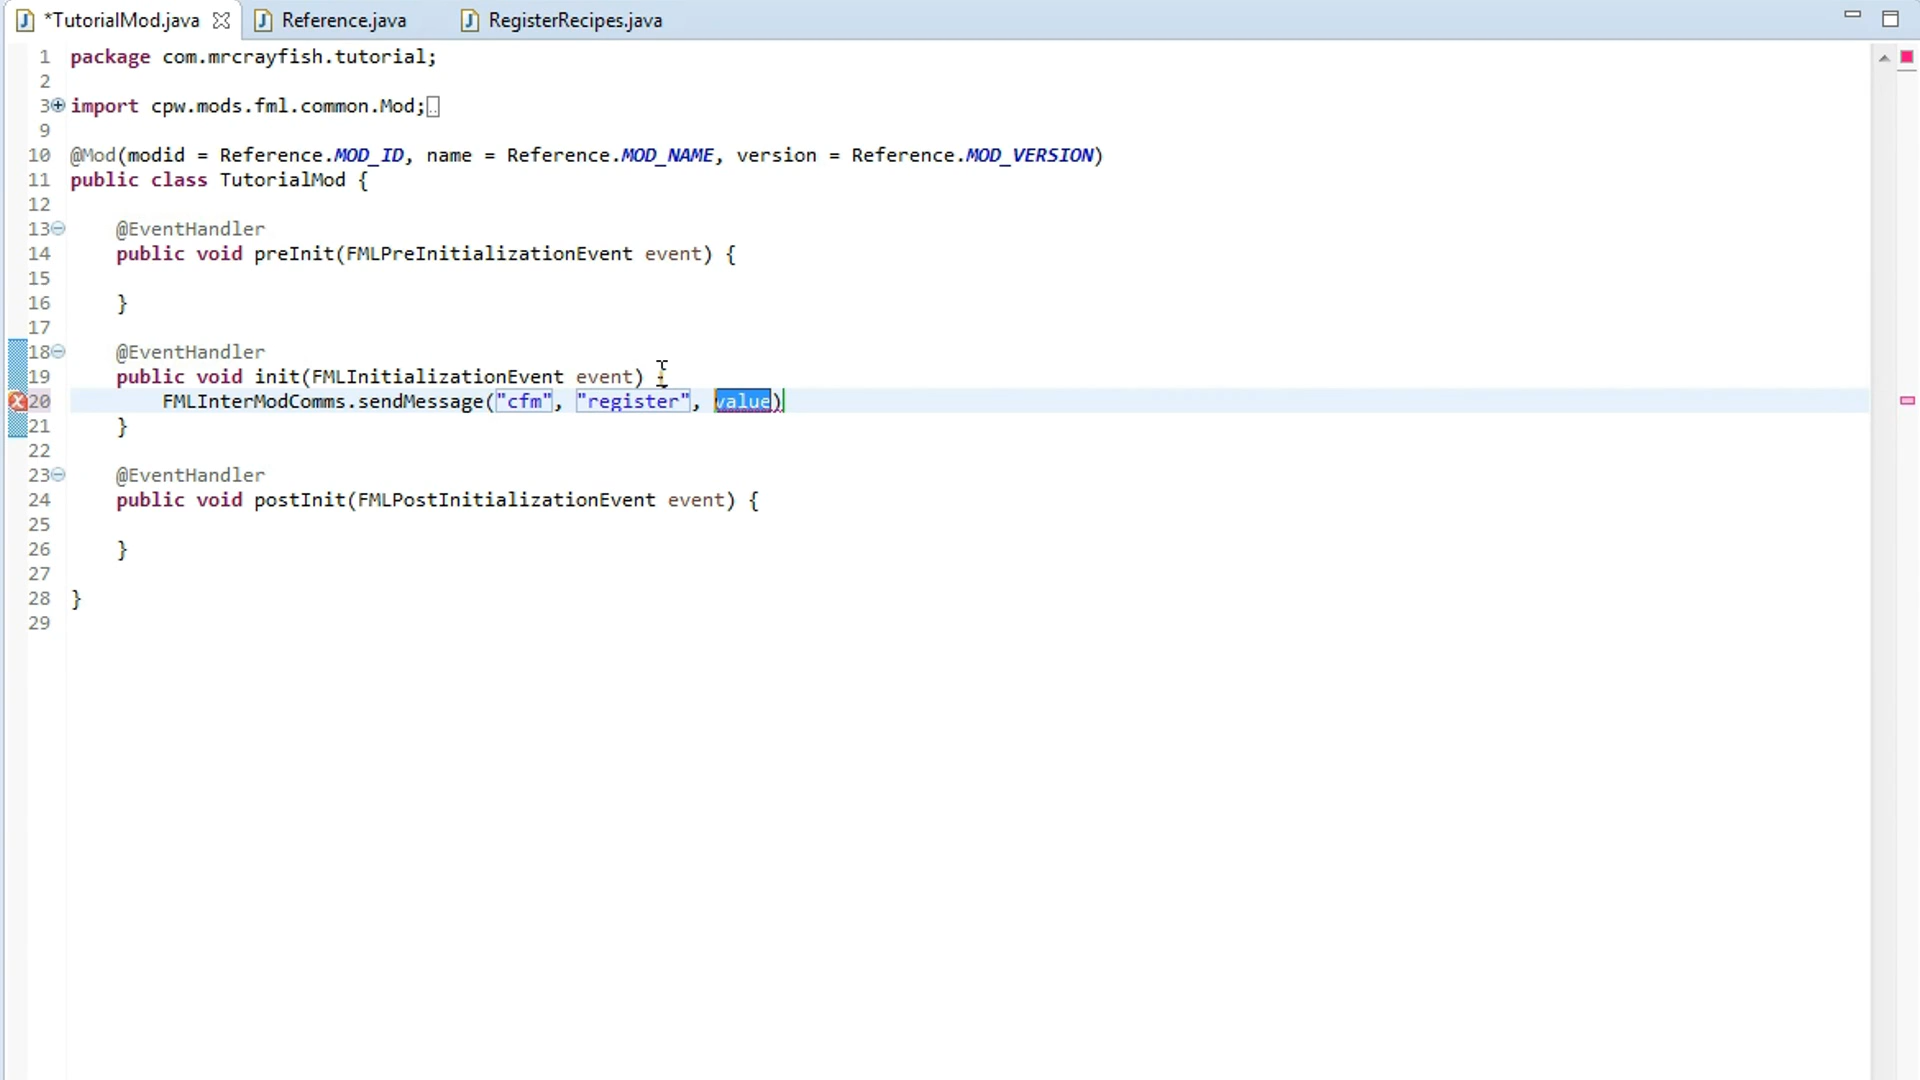 *TutorialMod.java Reference.java RegisterRecipes.java
1 package com.mrcrayfish.tutorial;
2
3 import cpw.mods.fml.common.Mod;
9
10 @Mod(modid = Reference.MOD_ID, name = Reference.MOD_NAME, version = Reference.MOD_VERSION)
11 public class TutorialMod {
12
13 @EventHandler
14 public void preInit(FMLPreInitializationEvent event) {
15
16 }
17
18 @EventHandler
19 public void init(FMLInitializationEvent event) {
20 FMLInterModComms.sendMessage("cfm", "register", value)
21 }
22
23 @EventHandler
24 public void postInit(FMLPostInitializationEvent event) {
25
26 }
27
28 }
29